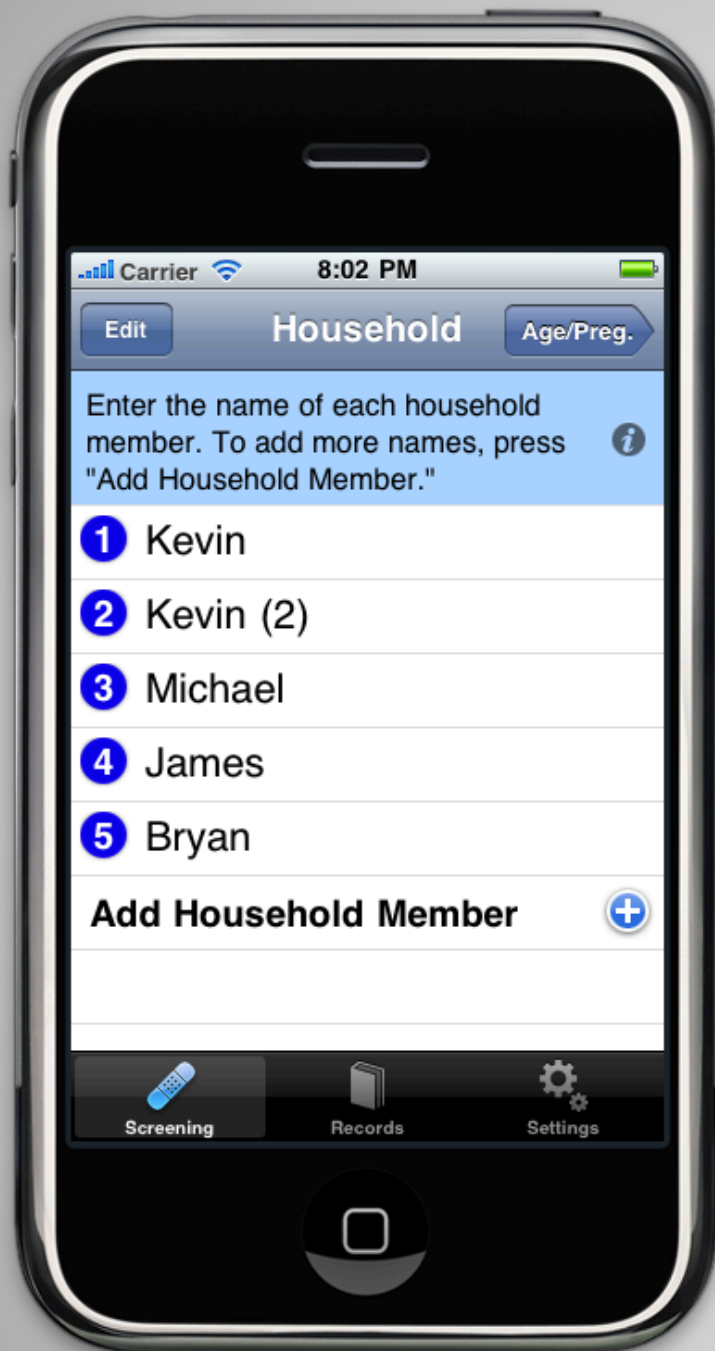 Carrier 8:02 PM
Edit Household Age/Preg.
Enter the name of each household
member. To add more names, press
"Add Household Member."
1 Kevin
2 Kevin (2)
3 Michael
4 James
5 Bryan
Add Household Member
Screening Records Settings